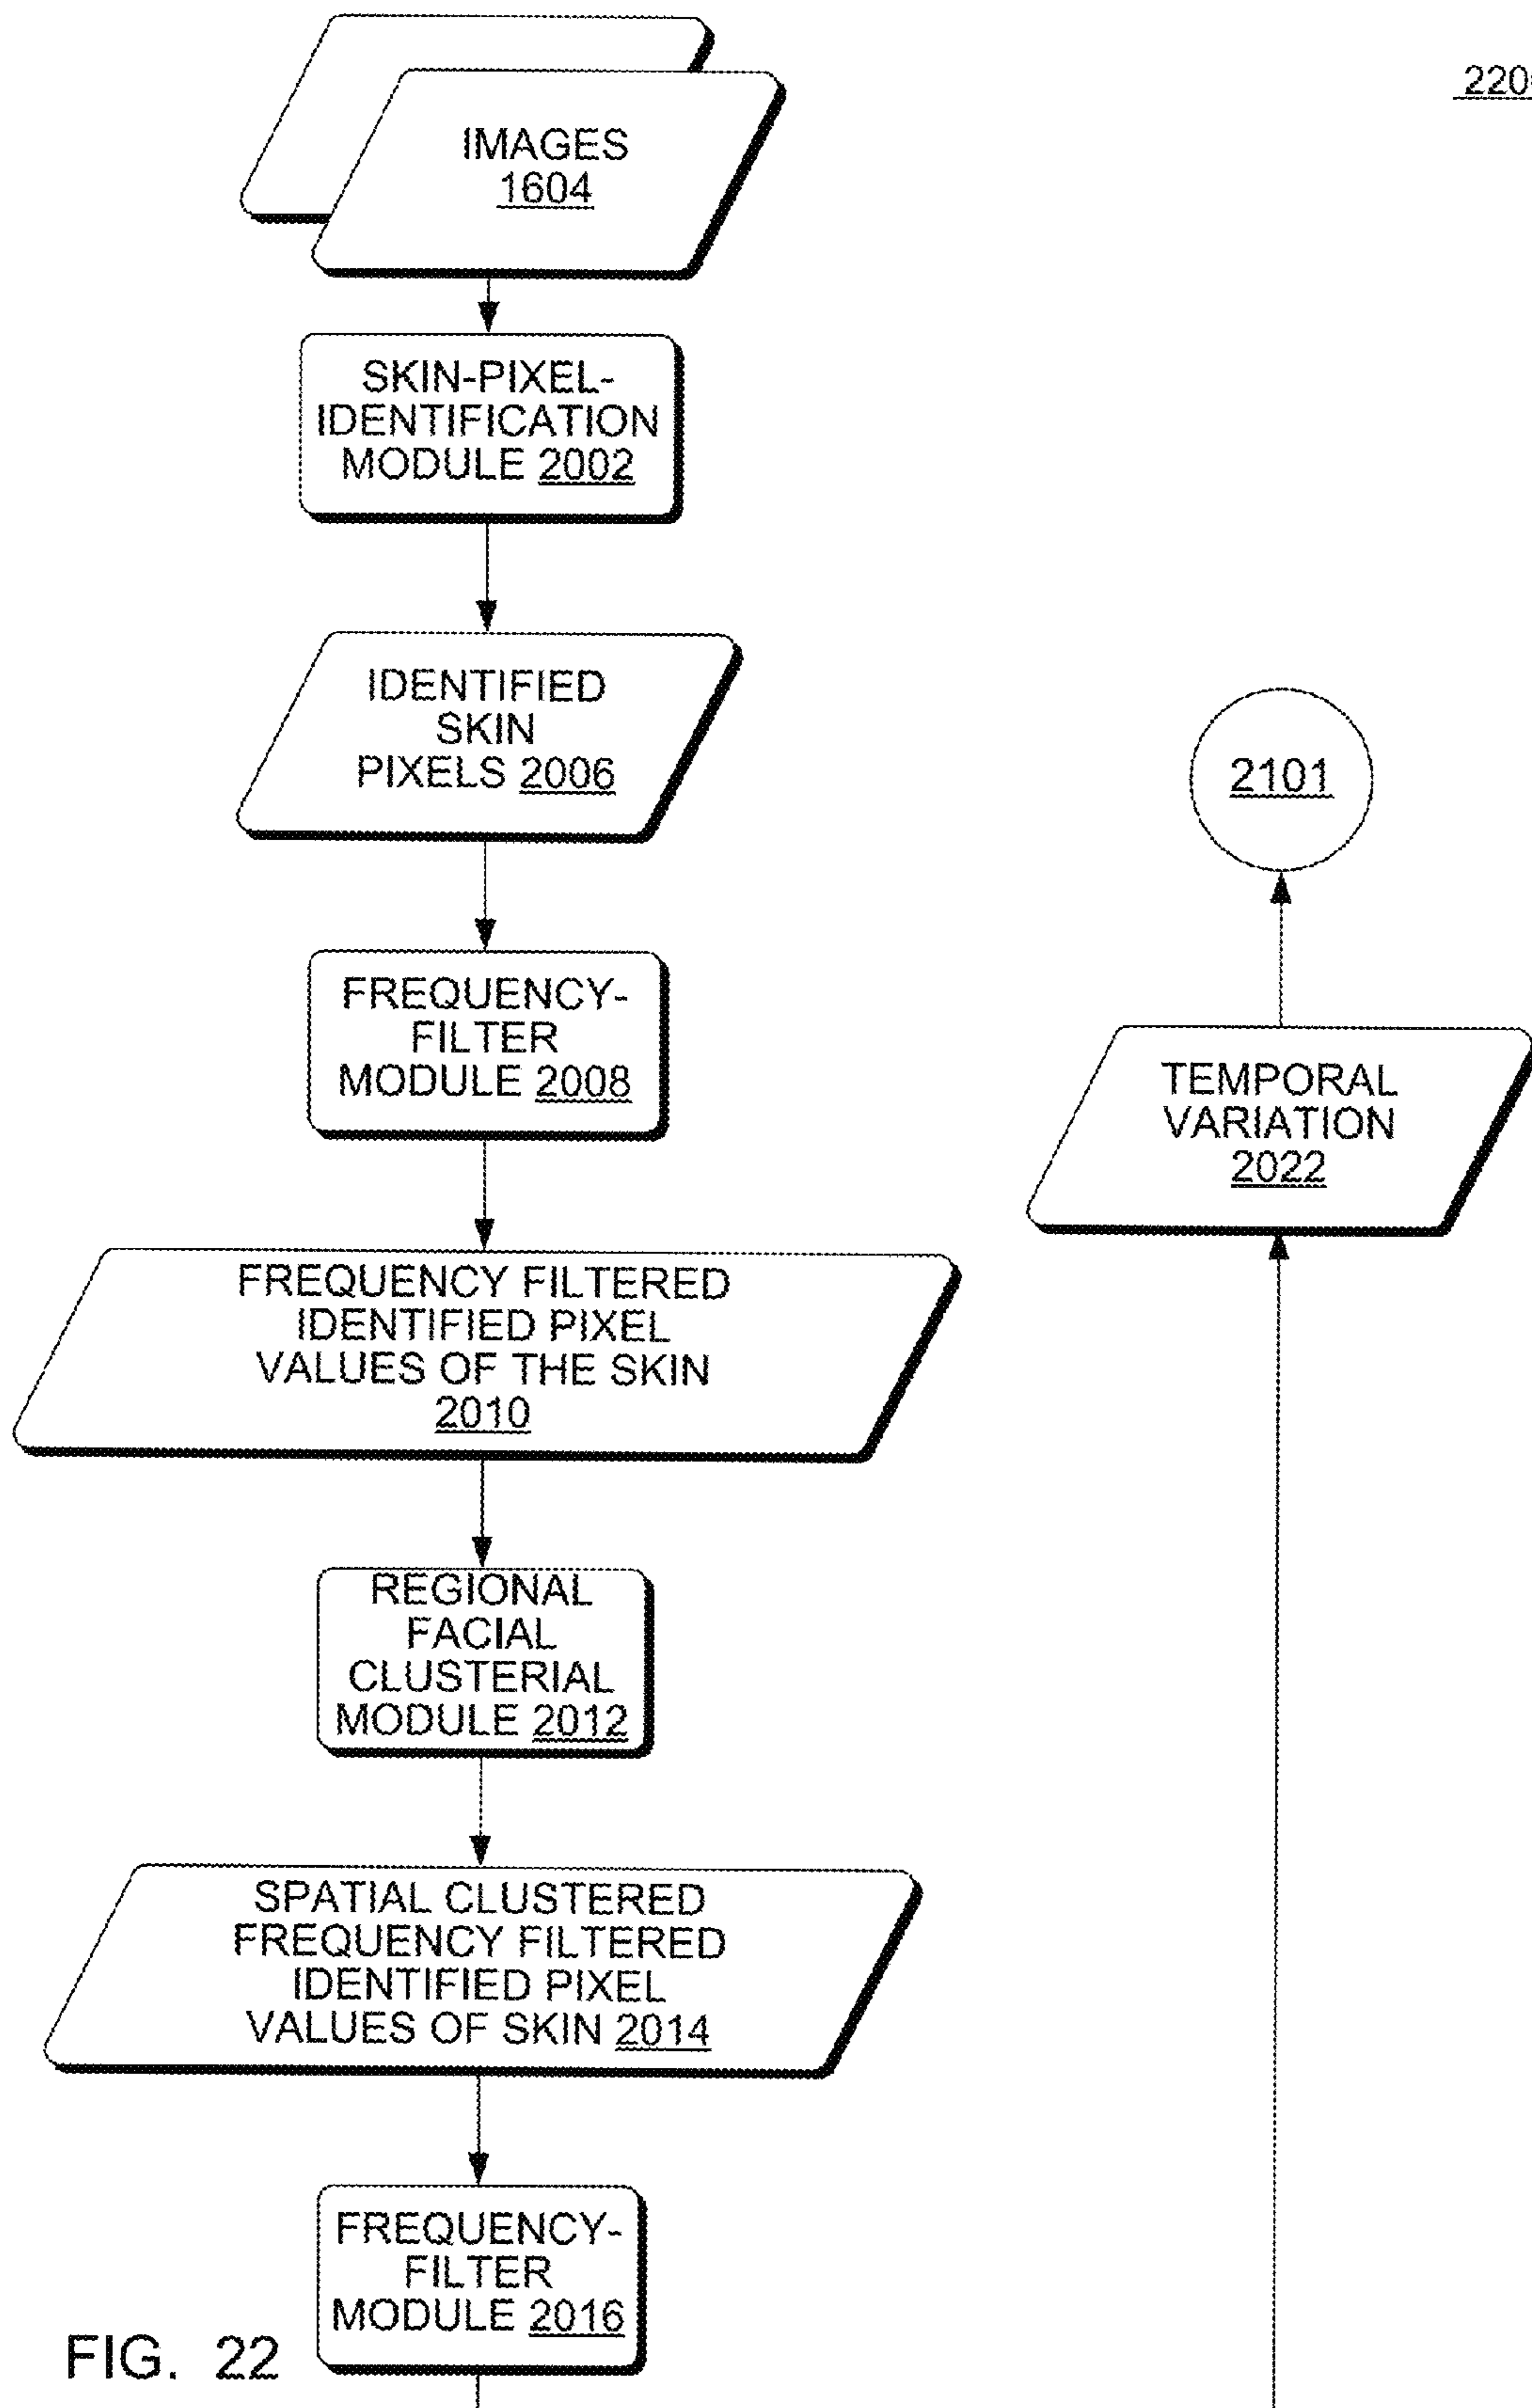 IMAGES
1604
SKIN-PIXEL-
IDENTIFICATION
MODULE 2002
IDENTIFIED
SKIN
PIXELS 2006
FREQUENCY-
FILTER
MODULE 2008
FREQUENCY FILTERED
IDENTIFIED PIXEL
VALUES OF THE SKIN
2010
REGIONAL
FACIAL
CLUSTERIAL
MODULE 2012
SPATIAL CLUSTERED
FREQUENCY FILTERED
IDENTIFIED PIXEL
VALUES OF SKIN 2014
FREQUENCY-
FILTER
MODULE 2016
2101
TEMPORAL
VARIATION
2022
FIG. 22